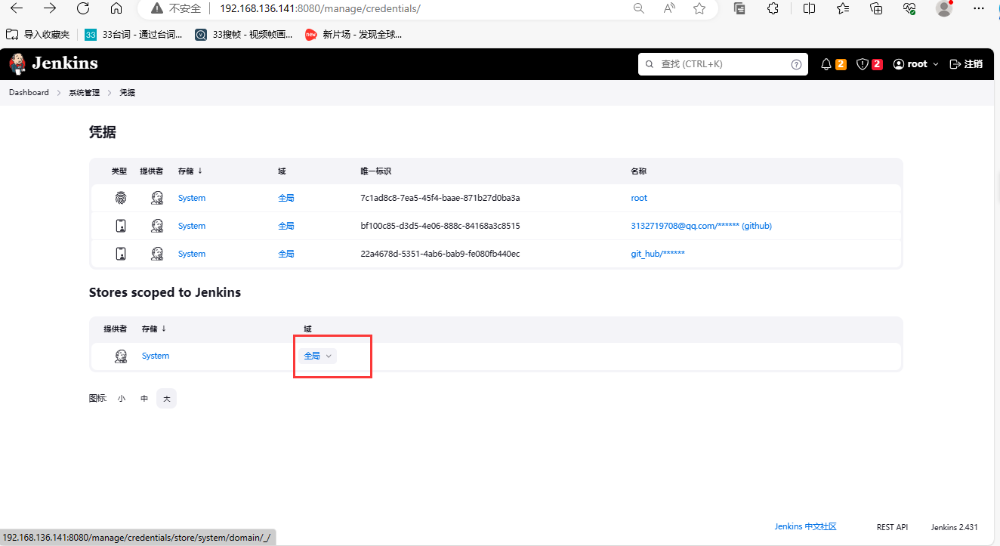 不安全 192.168.136.141:8080/manage/credentials/
导入收藏夹 33 33台词 - 通过台词... 33搜帧 - 视频帧画... new 新片场 - 发现全球...
Jenkins 查找 (CTRL+K) 2 2 root 注销
Dashboard 系统管理 凭据
凭据
类型 提供者 存储 ↓ 域 唯一标识 名称
System 全局 7c1ad8c8-7ea5-45f4-baae-871b27d0ba3a root
System 全局 bf100c85-d3d5-4e06-888c-84168a3c8515 3132719708@qq.com/****** (github)
System 全局 22a4678d-5351-4ab6-bab9-fe080fb440ec git_hub/******
Stores scoped to Jenkins
提供者 存储 ↓ 域
System 全局
图标: 小 中 大
Jenkins 中文社区 REST API Jenkins 2.431
192.168.136.141:8080/manage/credentials/store/system/domain/_/